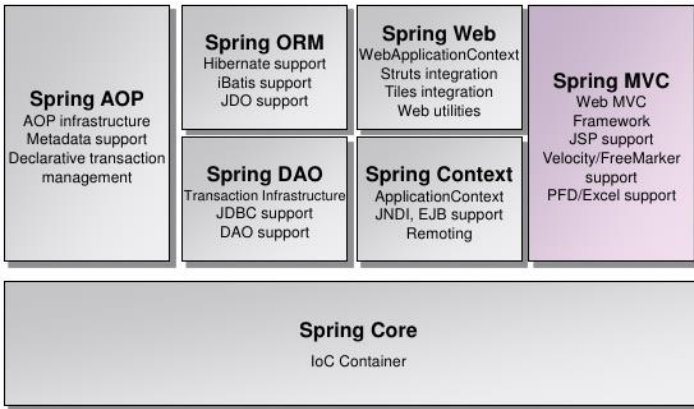 Spring AOP
AOP infrastructure
Metadata support
Declarative transaction
management
Spring ORM
Hibernate support
iBatis support
JDO support
Spring DAO
Transaction Infrastructure
JDBC support
DAO support
Spring Web
WebApplicationContext
Struts integration
Tiles integration
Web utilities
Spring Context
ApplicationContext
JNDI, EJB support
Remoting
Spring MVC
Web MVC
Framework
JSP support
Velocity/FreeMarker
support
PFD/Excel support
Spring Core
IoC Container